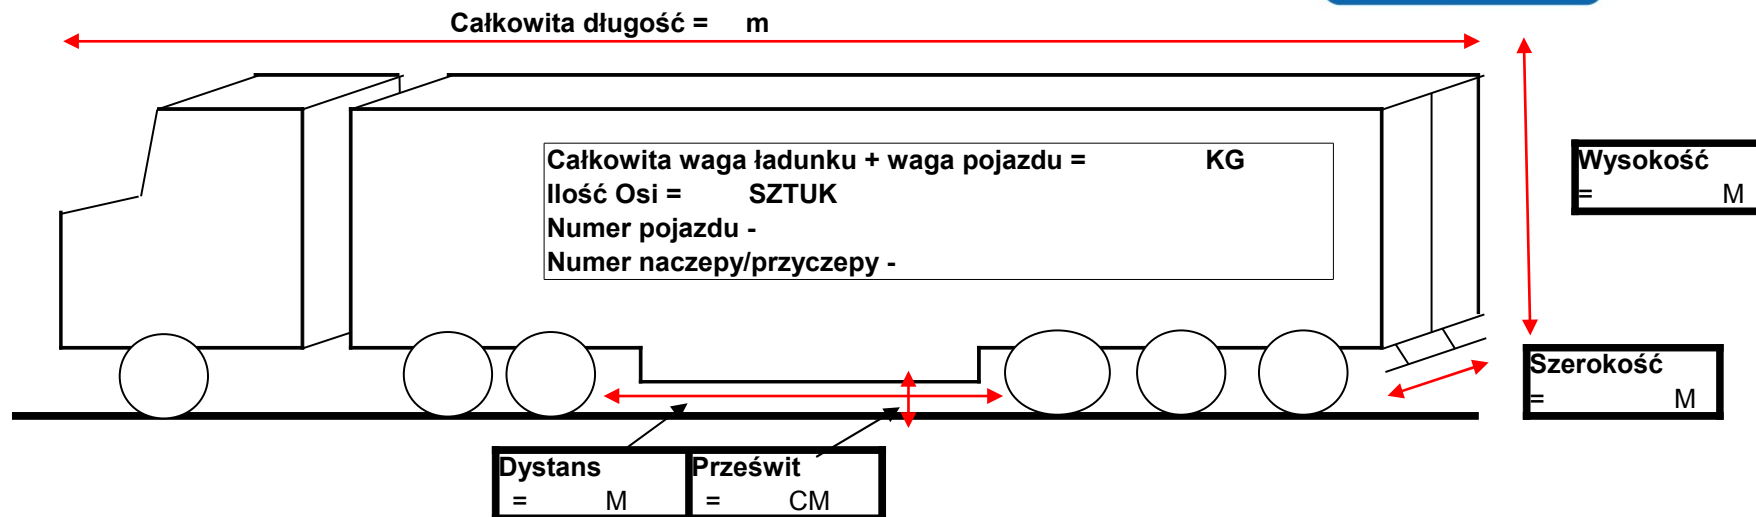 Całkowita długość = m
Całkowita waga ładunku + waga pojazdu = KG
Ilość Osi = SZTUK
Numer pojazdu -
Numer naczepy/przyczepy -
Wysokość
= M
Szerokość
= M
Dystans
= M
Prześwit
= CM